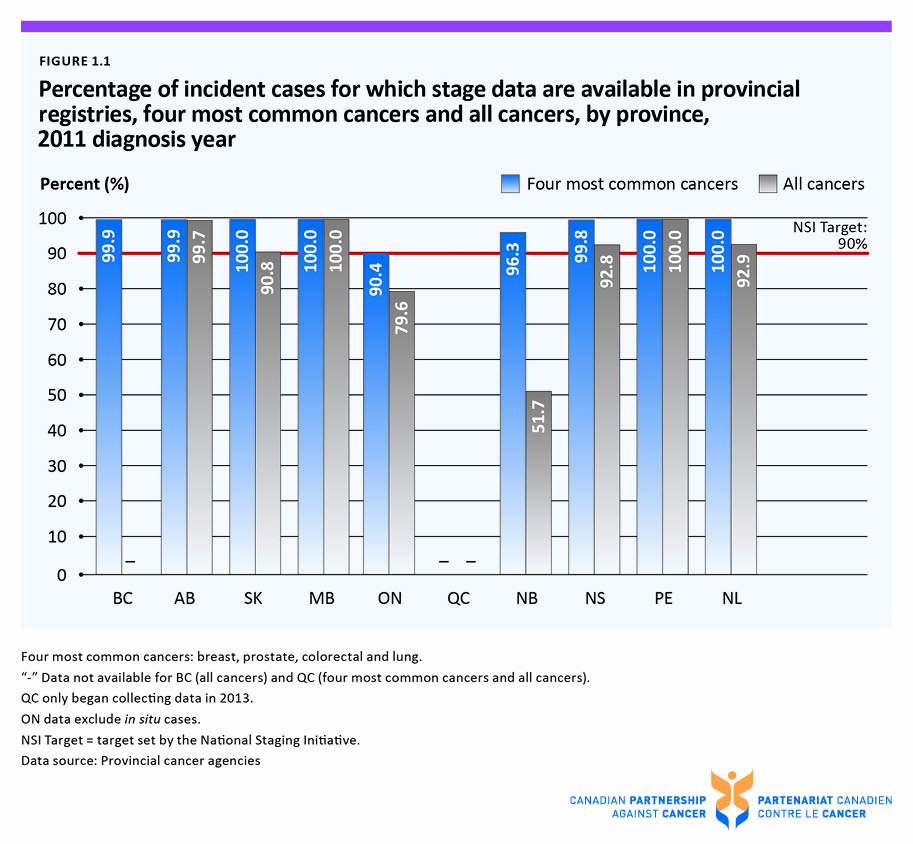 FIGURE 1.1
Percentage of incident cases for which stage data are available in provincial
registries, four most common cancers and all cancers, by province,
2011 diagnosis year
Percent (%)
Four most common cancers
All cancers
NSI Target:
90%
100
90
80
70
60
50
40
30
20
10
0
99.9
–
99.9
99.7
100.0
90.8
100.0
100.0
90.4
79.6
–
–
96.3
51.7
99.8
92.8
100.0
100.0
100.0
92.9
BC
AB
SK
MB
ON
QC
NB
NS
PE
NL
Four most common cancers: breast, prostate, colorectal and lung.
“-” Data not available for BC (all cancers) and QC (four most common cancers and all cancers).
QC only began collecting data in 2013.
ON data exclude in situ cases.
NSI Target = target set by the National Staging Initiative.
Data source: Provincial cancer agencies
CANADIAN PARTNERSHIP
AGAINST CANCER
PARTENARIAT CANADIEN
CONTRE LE CANCER